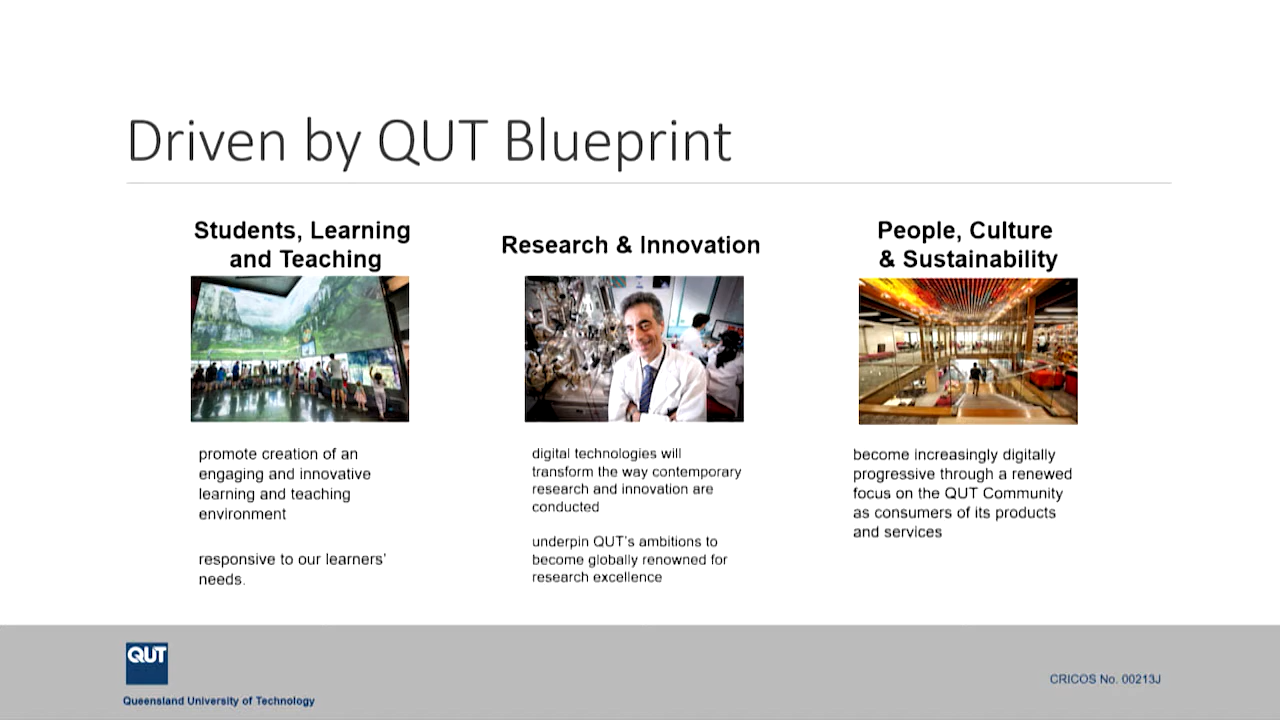 Driven by QUT Blueprint
Students, Learning
and Teaching
promote creation of an
engaging and innovative
learning and teaching
environment
responsive to our learners'
needs.
Research & Innovation
digital technologies will
transform the way contemporary
research and innovation are
conducted
underpin QUT's ambitions to
become globally renowned for
research excellence
People, Culture
& Sustainability
become increasingly digitally
progressive through a renewed
focus on the QUT Community
as consumers of its products
and services
QUT
Queensland University of Technology
CRICOS No. 00213J